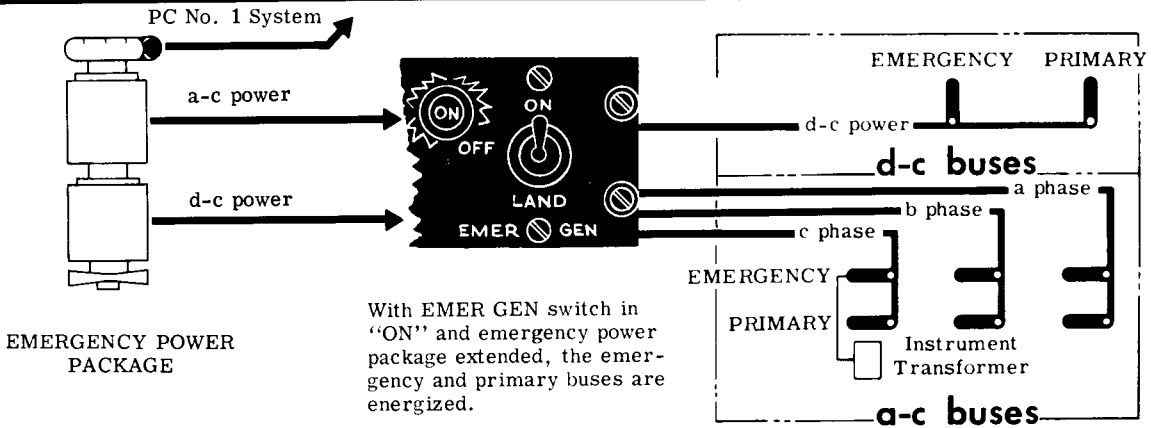 PC No. 1 System
a-c power
d-c power
EMERGENCY POWER
PACKAGE
ON
ON
OFF
LAND
EMER GEN
With EMER GEN switch in
“ON” and emergency power
package extended, the emer-
gency and primary buses are
energized.
EMERGENCY PRIMARY
d-c power
d-c buses
a phase
b phase
c phase
EMERGENCY
PRIMARY
Instrument
Transformer
a-c buses